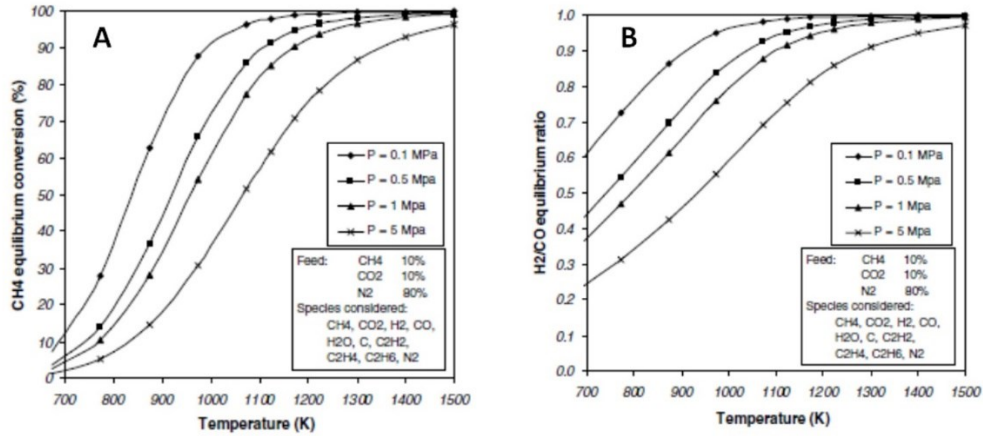 A
CH4 equilibrium conversion (%)
100
90
80
70
60
50
40
30
20
10
0
P = 0.1 MPa
P = 0.5 Mpa
P = 1 Mpa
P = 5 Mpa
Feed: CH4 10%
CO2 10%
N2 80%
Species considered:
CH4, CO2, H2, CO,
H2O, C, C2H2,
C2H4, C2H6, N2
700 800 900 1000 1100 1200 1300 1400 1500
Temperature (K)
B
H2/CO equilibrium ratio
1.0
0.9
0.8
0.7
0.6
0.5
0.4
0.3
0.2
0.1
0.0
P = 0.1 MPa
P = 0.5 Mpa
P = 1 Mpa
P = 5 Mpa
Feed: CH4 10%
CO2 10%
N2 80%
Species considered:
CH4, CO2, H2, CO,
H2O, C, C2H2,
C2H4, C2H6, N2
700 800 900 1000 1100 1200 1300 1400 1500
Temperature (K)